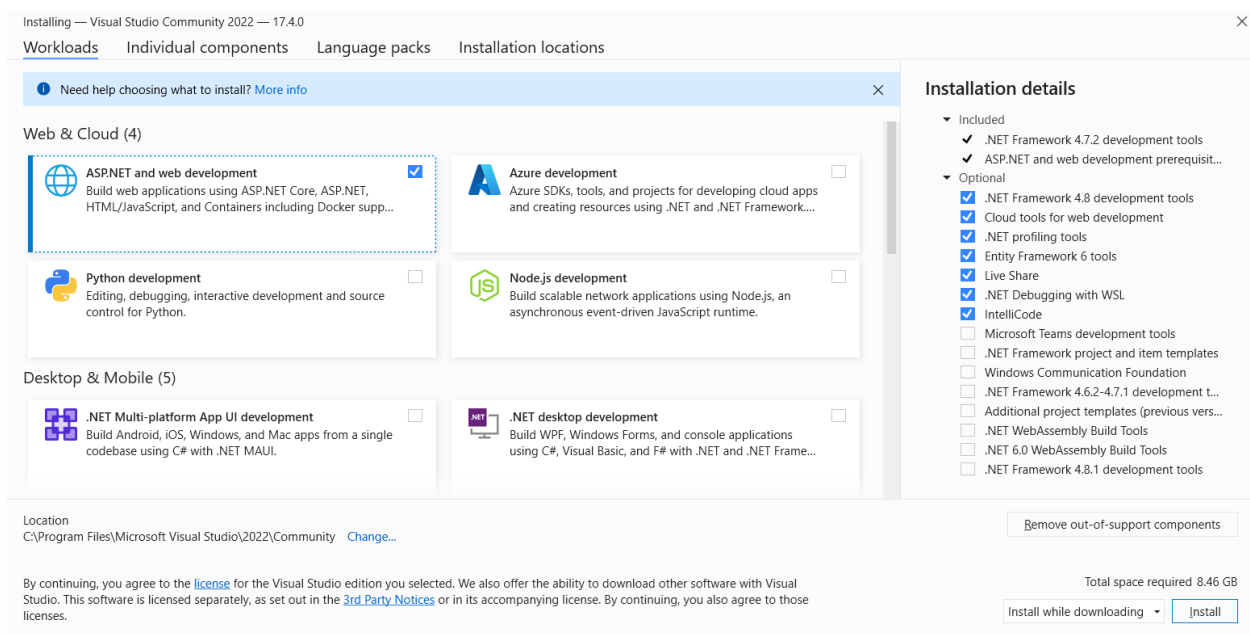 Installing — Visual Studio Community 2022 — 17.4.0
Workloads Individual components Language packs Installation locations
Need help choosing what to install? More info
Web & Cloud (4)
ASP.NET and web development
Build web applications using ASP.NET Core, ASP.NET,
HTML/JavaScript, and Containers including Docker supp...
Azure development
Azure SDKs, tools, and projects for developing cloud apps
and creating resources using .NET and .NET Framework....
Python development
Editing, debugging, interactive development and source
control for Python.
JS
Node.js development
Build scalable network applications using Node.js, an
asynchronous event-driven JavaScript runtime.
Desktop & Mobile (5)
.NET Multi-platform App UI development
Build Android, iOS, Windows, and Mac apps from a single
codebase using C# with .NET MAUI.
.NET
.NET desktop development
Build WPF, Windows Forms, and console applications
using C#, Visual Basic, and F# with .NET and .NET Frame...
Installation details
Included
.NET Framework 4.7.2 development tools
ASP.NET and web development prerequisit...
Optional
.NET Framework 4.8 development tools
Cloud tools for web development
.NET profiling tools
Entity Framework 6 tools
Live Share
.NET Debugging with WSL
IntelliCode
Microsoft Teams development tools
.NET Framework project and item templates
Windows Communication Foundation
.NET Framework 4.6.2-4.7.1 development t...
Additional project templates (previous vers...
.NET WebAssembly Build Tools
.NET 6.0 WebAssembly Build Tools
.NET Framework 4.8.1 development tools
Location
C:\Program Files\Microsoft Visual Studio\2022\Community Change...
Remove out-of-support components
By continuing, you agree to the license for the Visual Studio edition you selected. We also offer the ability to download other software with Visual
Studio. This software is licensed separately, as set out in the 3rd Party Notices or in its accompanying license. By continuing, you also agree to those
licenses.
Total space required 8.46 GB
Install while downloading
Install